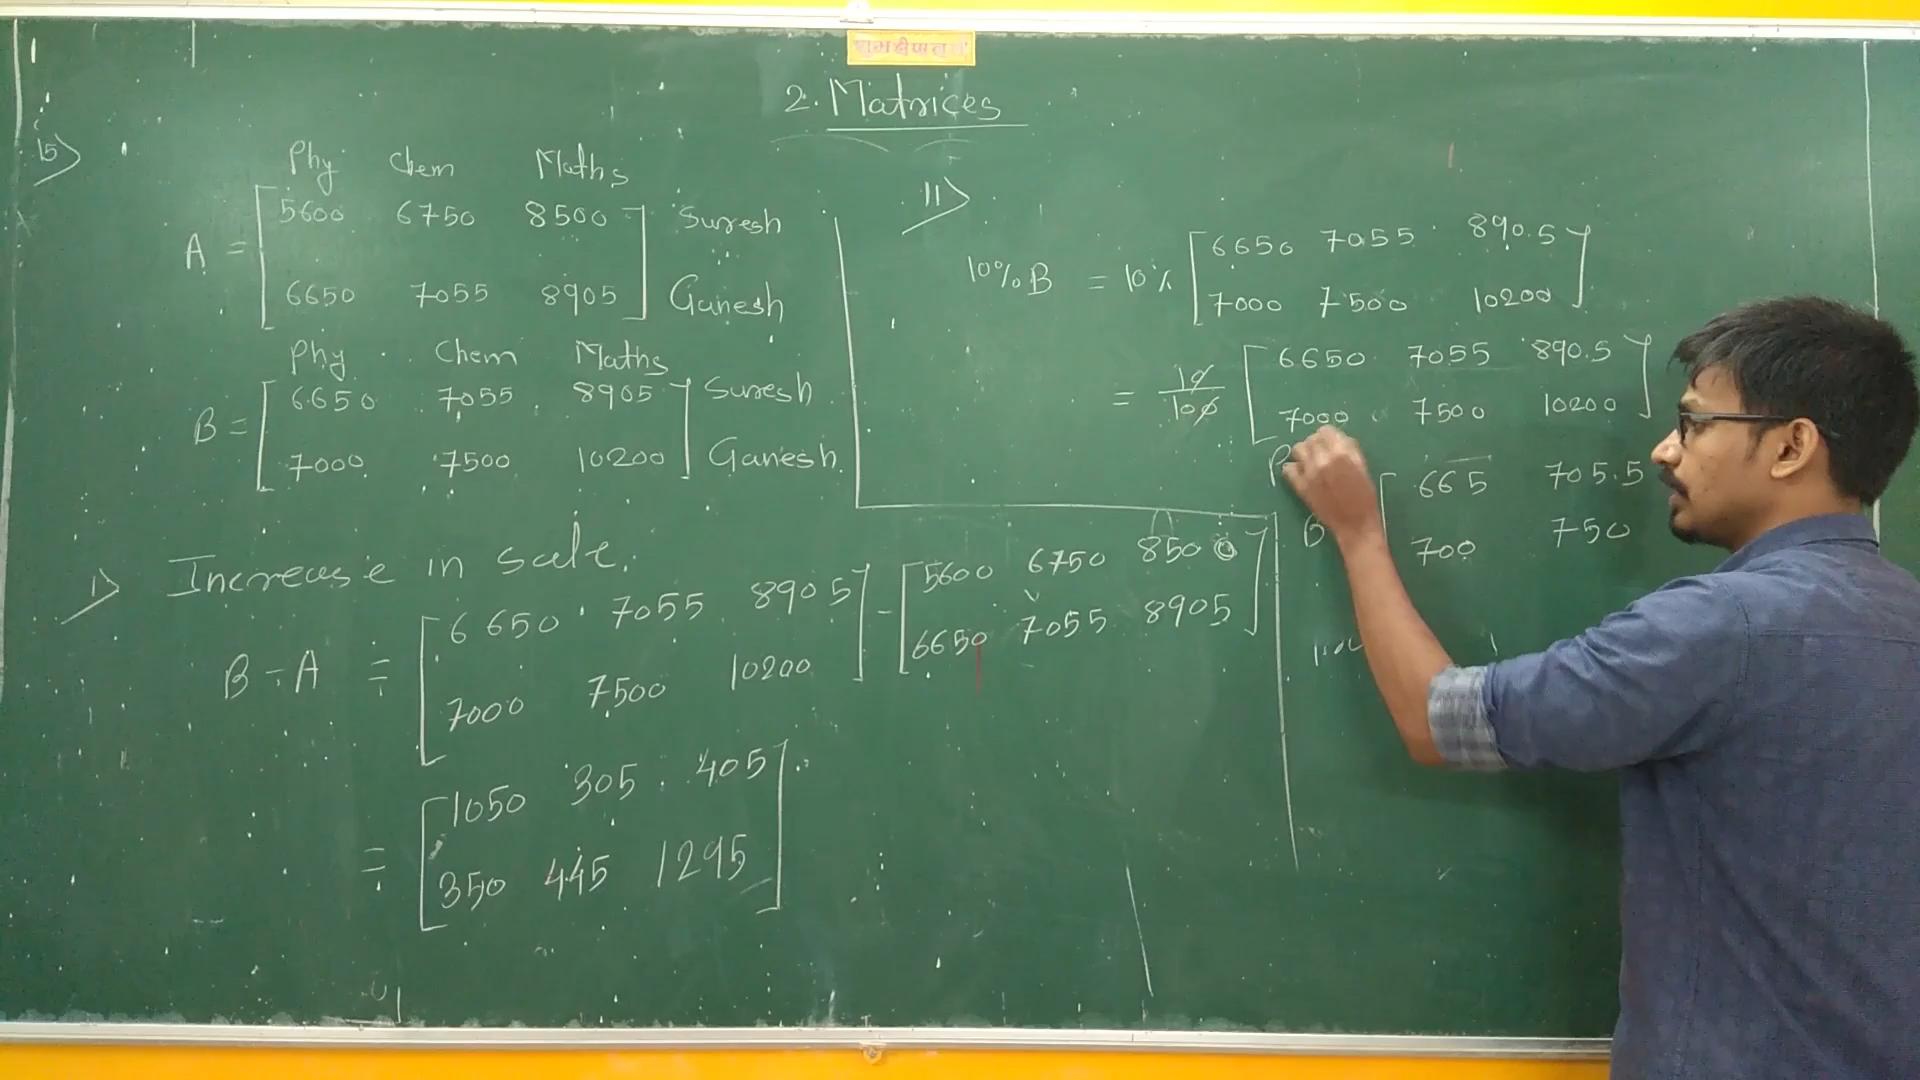 2. Matrices
15>
Phy Chem Maths
A = [5600 6750 8500] Suresh
[6650 7055 8905] Ganesh
Phy Chem Maths
B = [6650 7055 8905] Suresh
[7000 7500 10200] Ganesh
i> Increase in sale.
B - A = [6650 7055 8905] - [5600 6750 8500]
[7000 7500 10200] [6650 7055 8905]
= [1050 305 405]
[350 445 1295]
11>
10% B = 10% [6650 7055 890.5]
[7000 7500 10200]
= 10/100 [6650 7055 890.5]
[7000 7500 10200]
[665 705.5
700 750